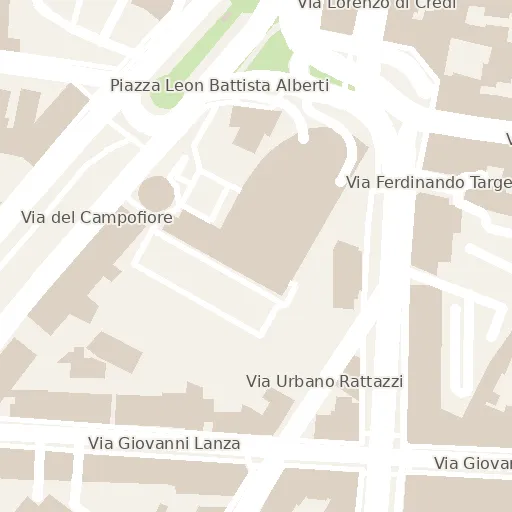 Via Lorenzo di Credi
Piazza Leon Battista Alberti
V
Via Ferdinando Targe
Via del Campofiore
Via Urbano Rattazzi
Via Giovanni Lanza
Via Giovan